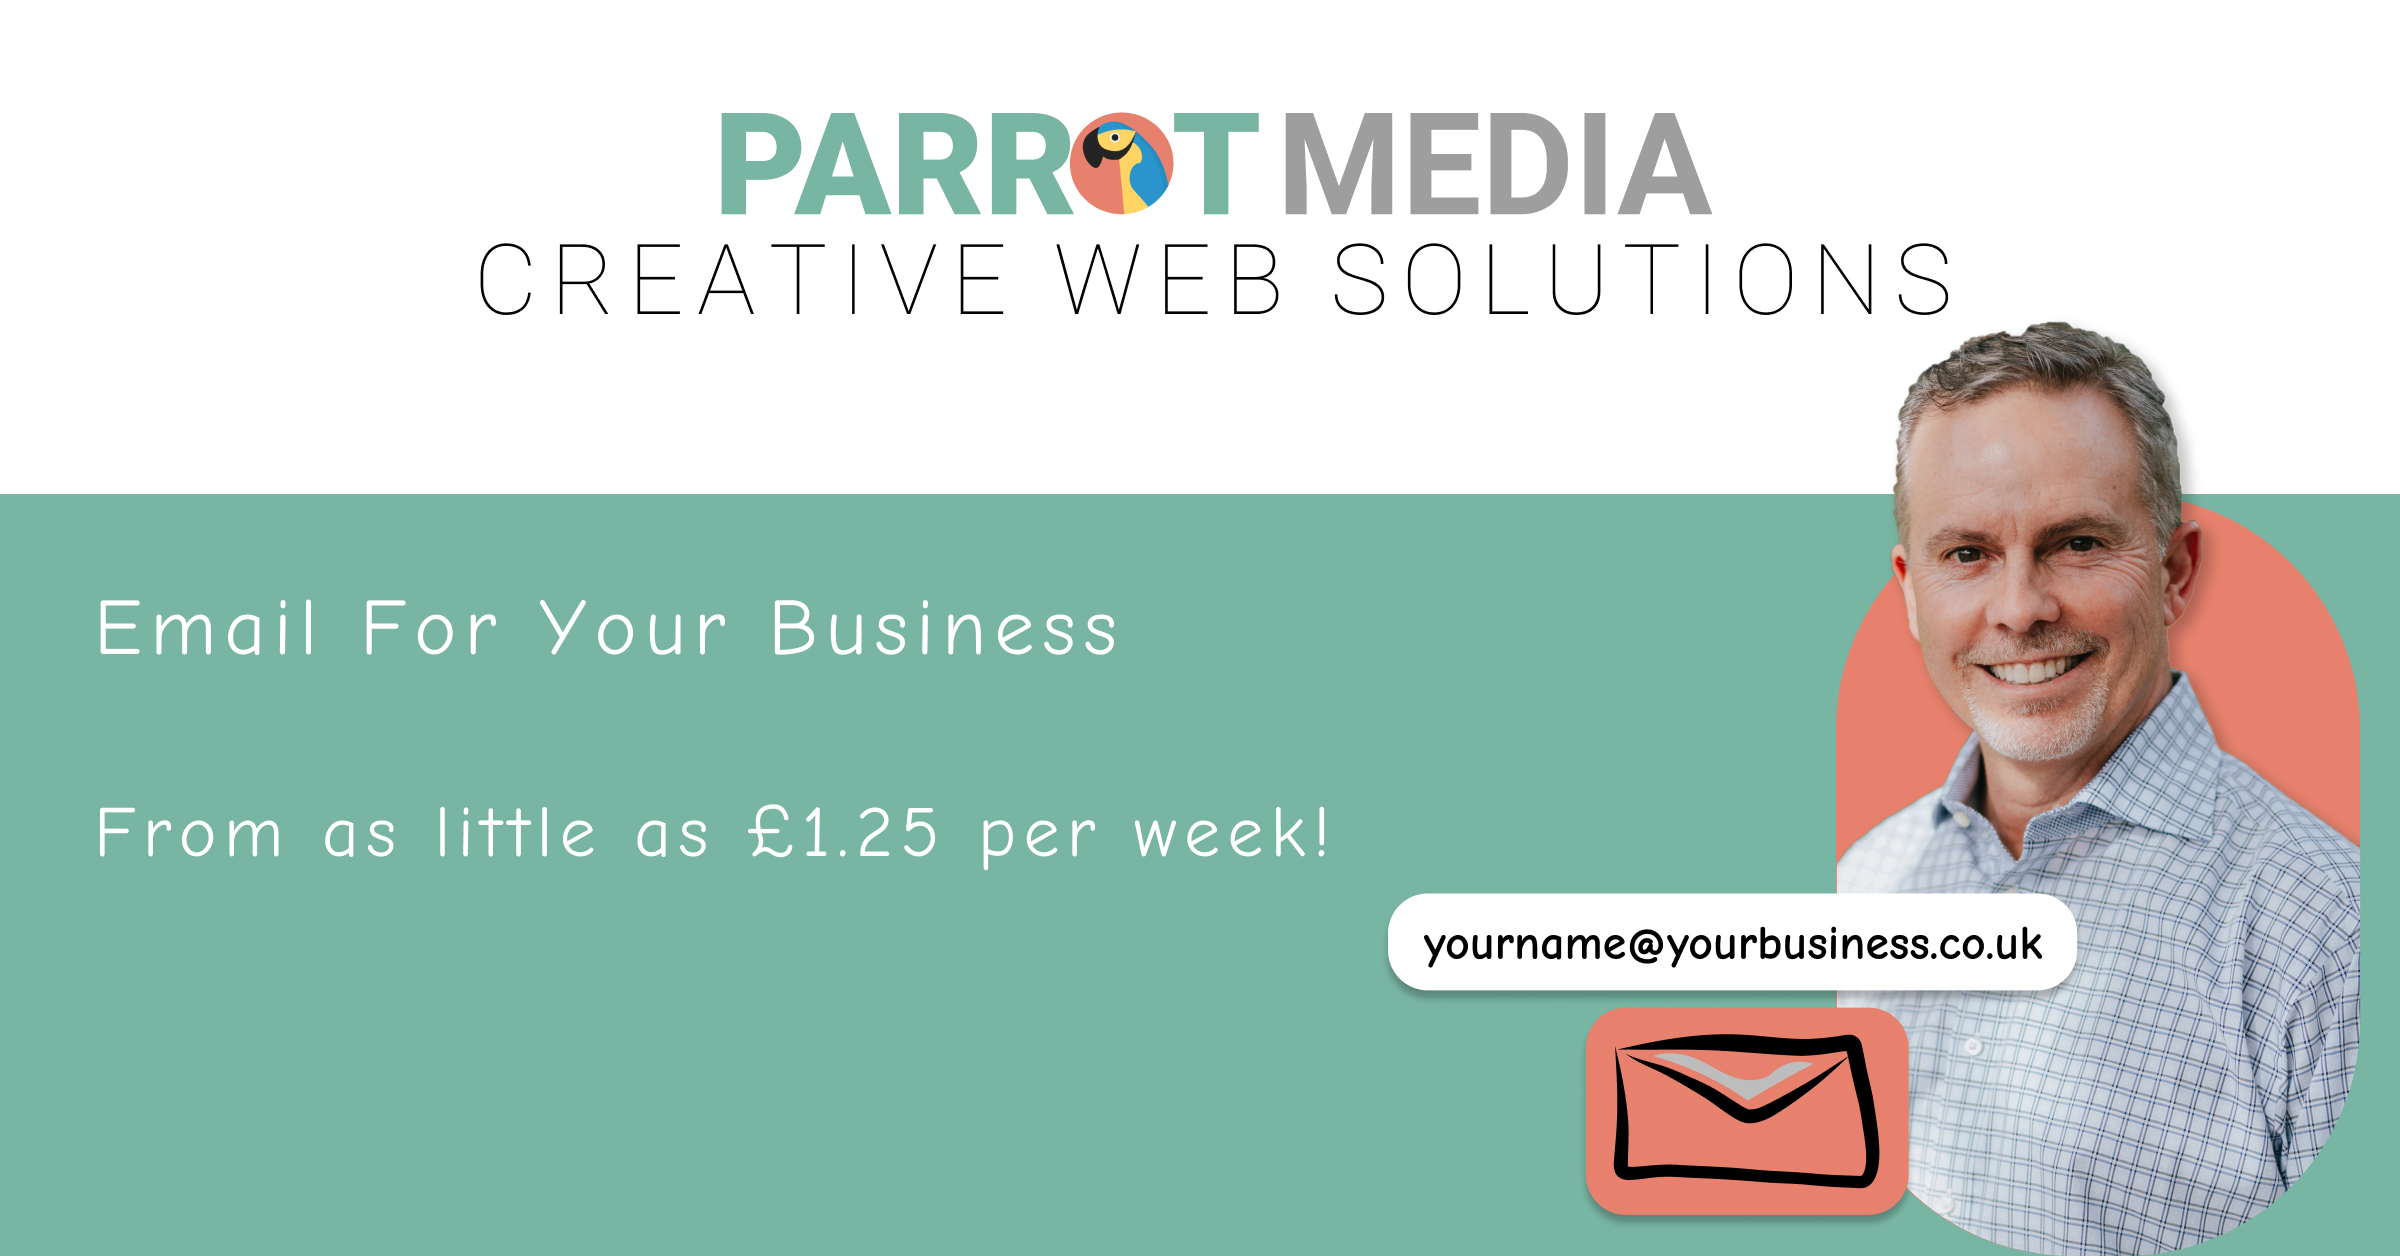 PARROT MEDIA
CREATIVE WEB SOLUTIONS
Email For Your Business
From as little as £1.25 per week!
yourname@yourbusiness.co.uk